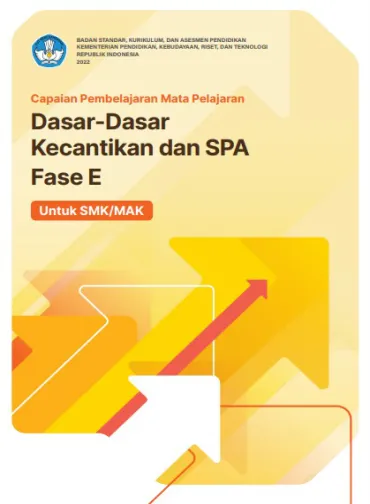 BADAN STANDAR, KURIKULUM, DAN ASESMEN PENDIDIKAN
KEMENTERIAN PENDIDIKAN, KEBUDAYAAN, RISET, DAN TEKNOLOGI
REPUBLIK INDONESIA
2022
Capaian Pembelajaran Mata Pelajaran
Dasar-Dasar
Kecantikan dan SPA
Fase E
Untuk SMK/MAK